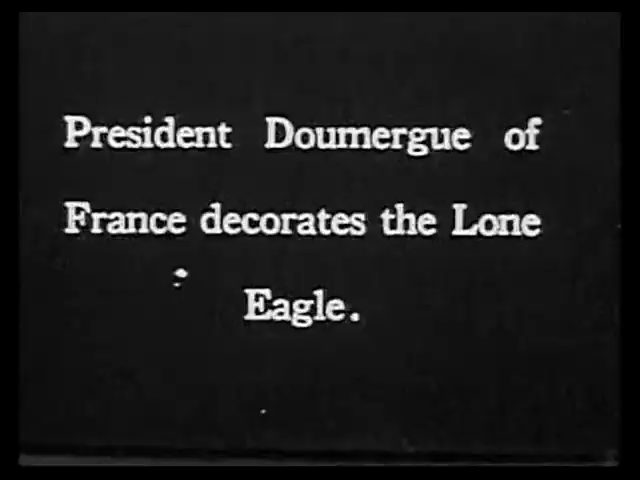 President Doumergue of
France decorates the Lone
Eagle.